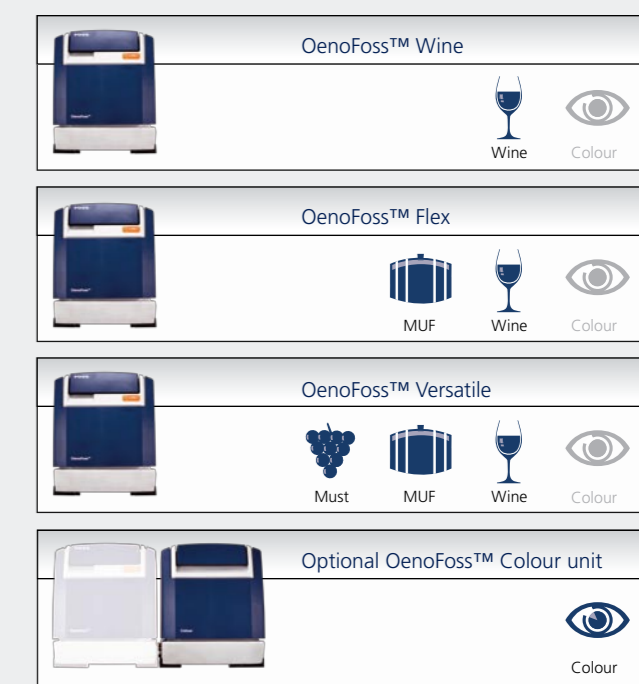 OenoFoss™ Wine
Wine Colour
OenoFoss™ Flex
MUF Wine Colour
OenoFoss™ Versatile
Must MUF Wine Colour
Optional OenoFoss™ Colour unit
Colour